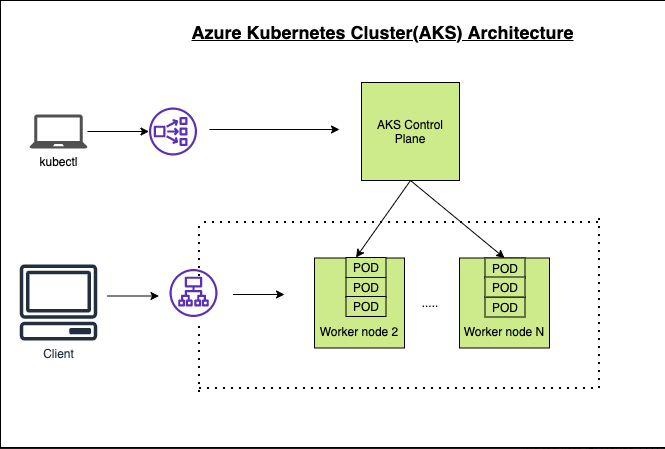 Azure Kubernetes Cluster(AKS) Architecture
AKS Control
Plane
kubectl
POD
POD
POD
Worker node 2
.....
POD
POD
POD
Worker node N
Client